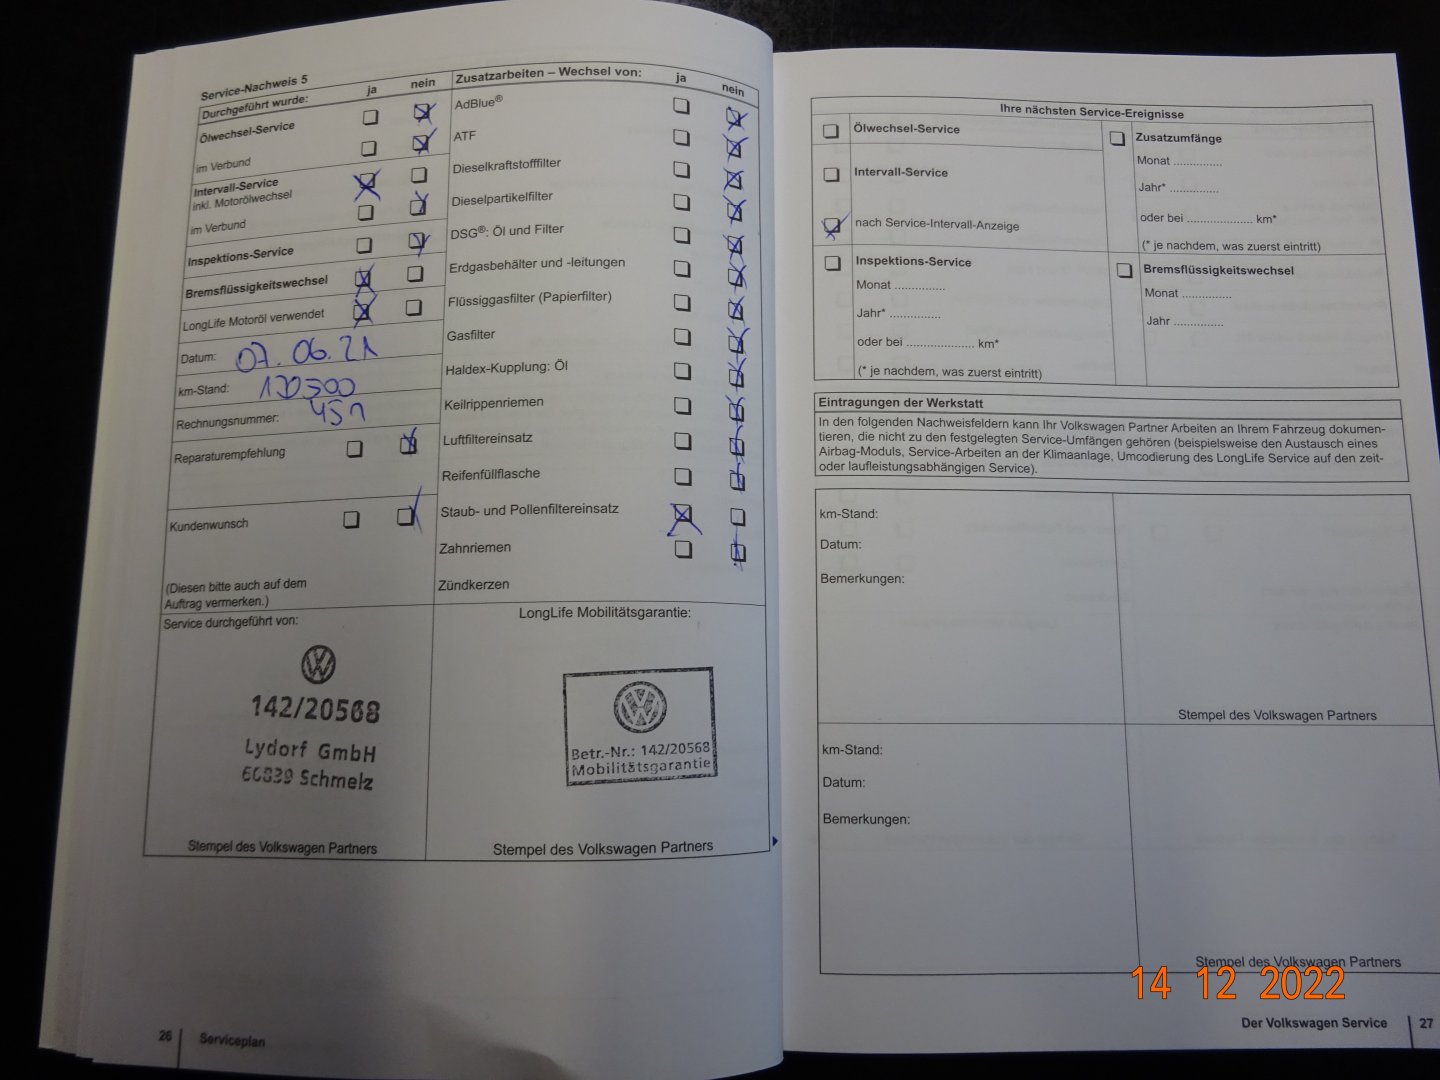 Service-Nachweis 5
Durchgeführt wurde: ja nein
Ölwechsel-Service
im Verbund
Intervall-Service
inkl. Motorölwechsel
im Verbund
Inspektions-Service
Bremsflüssigkeitswechsel
LongLife Motoröl verwendet
Datum: 07.06.21
km-Stand: 120300
Rechnungsnummer: 451
Reparaturempfehlung
Kundenwunsch
(Diesen bitte auch auf dem
Auftrag vermerken.)
Zusatzarbeiten – Wechsel von: ja nein
AdBlue®
ATF
Dieselkraftstofffilter
Dieselpartikelfilter
DSG®: Öl und Filter
Erdgasbehälter und -leitungen
Flüssiggasfilter (Papierfilter)
Gasfilter
Haldex-Kupplung: Öl
Keilrippenriemen
Luftfiltereinsatz
Reifenfüllflasche
Staub- und Pollenfiltereinsatz
Zahnriemen
Zündkerzen
Service durchgeführt von:
142/20568
Lydorf GmbH
66839 Schmelz
Stempel des Volkswagen Partners
LongLife Mobilitätsgarantie:
Betr.-Nr.: 142/20568
Mobilitätsgarantie
Stempel des Volkswagen Partners
26 Serviceplan
Ihre nächsten Service-Ereignisse
Ölwechsel-Service
Intervall-Service
nach Service-Intervall-Anzeige
Zusatzumfänge
Monat ...............
Jahr* ...............
oder bei .................... km*
(* je nachdem, was zuerst eintritt)
Inspektions-Service
Monat ...............
Jahr* ...............
oder bei .................... km*
(* je nachdem, was zuerst eintritt)
Bremsflüssigkeitswechsel
Monat ...............
Jahr ...............
Eintragungen der Werkstatt
In den folgenden Nachweisfeldern kann Ihr Volkswagen Partner Arbeiten an Ihrem Fahrzeug dokumen-
tieren, die nicht zu den festgelegten Service-Umfängen gehören (beispielsweise den Austausch eines
Airbag-Moduls, Service-Arbeiten an der Klimaanlage, Umcodierung des LongLife Service auf den zeit-
oder laufleistungsabhängigen Service).
km-Stand:
Datum:
Bemerkungen:
Stempel des Volkswagen Partners
km-Stand:
Datum:
Bemerkungen:
Stempel des Volkswagen Partners
14 12 2022
Der Volkswagen Service 27